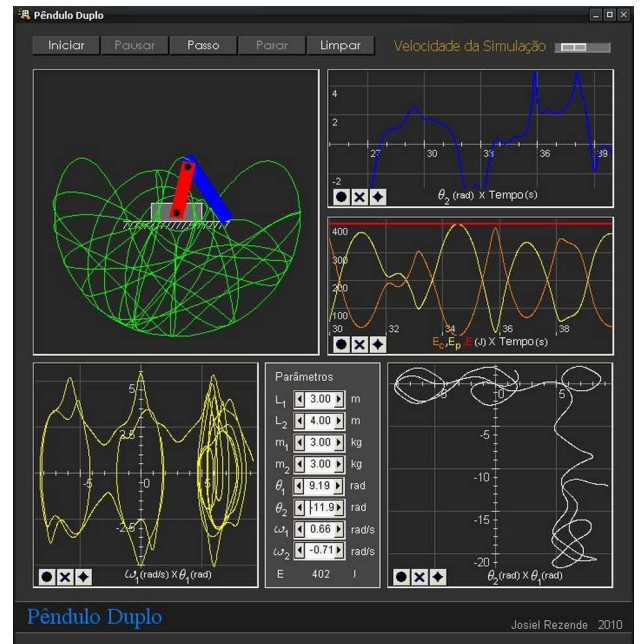 Pêndulo Duplo
Iniciar Pausar Passo Parar Limpar Velocidade da Simulação
4
2
27 30 33 36 39
-2
θ₂(rad) X Tempo(s)
400
300
200
100
30 32 34 36 38
Ec,Ep,E(J) X Tempo(s)
5
2.5
-5 0 5
-2.5
ω₁(rad/s) X θ₁(rad)
Parâmetros
L₁ 3.00 m
L₂ 4.00 m
m₁ 3.00 kg
m₂ 3.00 kg
θ₁ 9.19 rad
θ₂ -11.9 rad
ω₁ 0.66 rad/s
ω₂ -0.71 rad/s
E 402 J
-5 5
-5
-10
-15
-20
θ₂(rad) X θ₁(rad)
Pêndulo Duplo
Josiel Rezende 2010